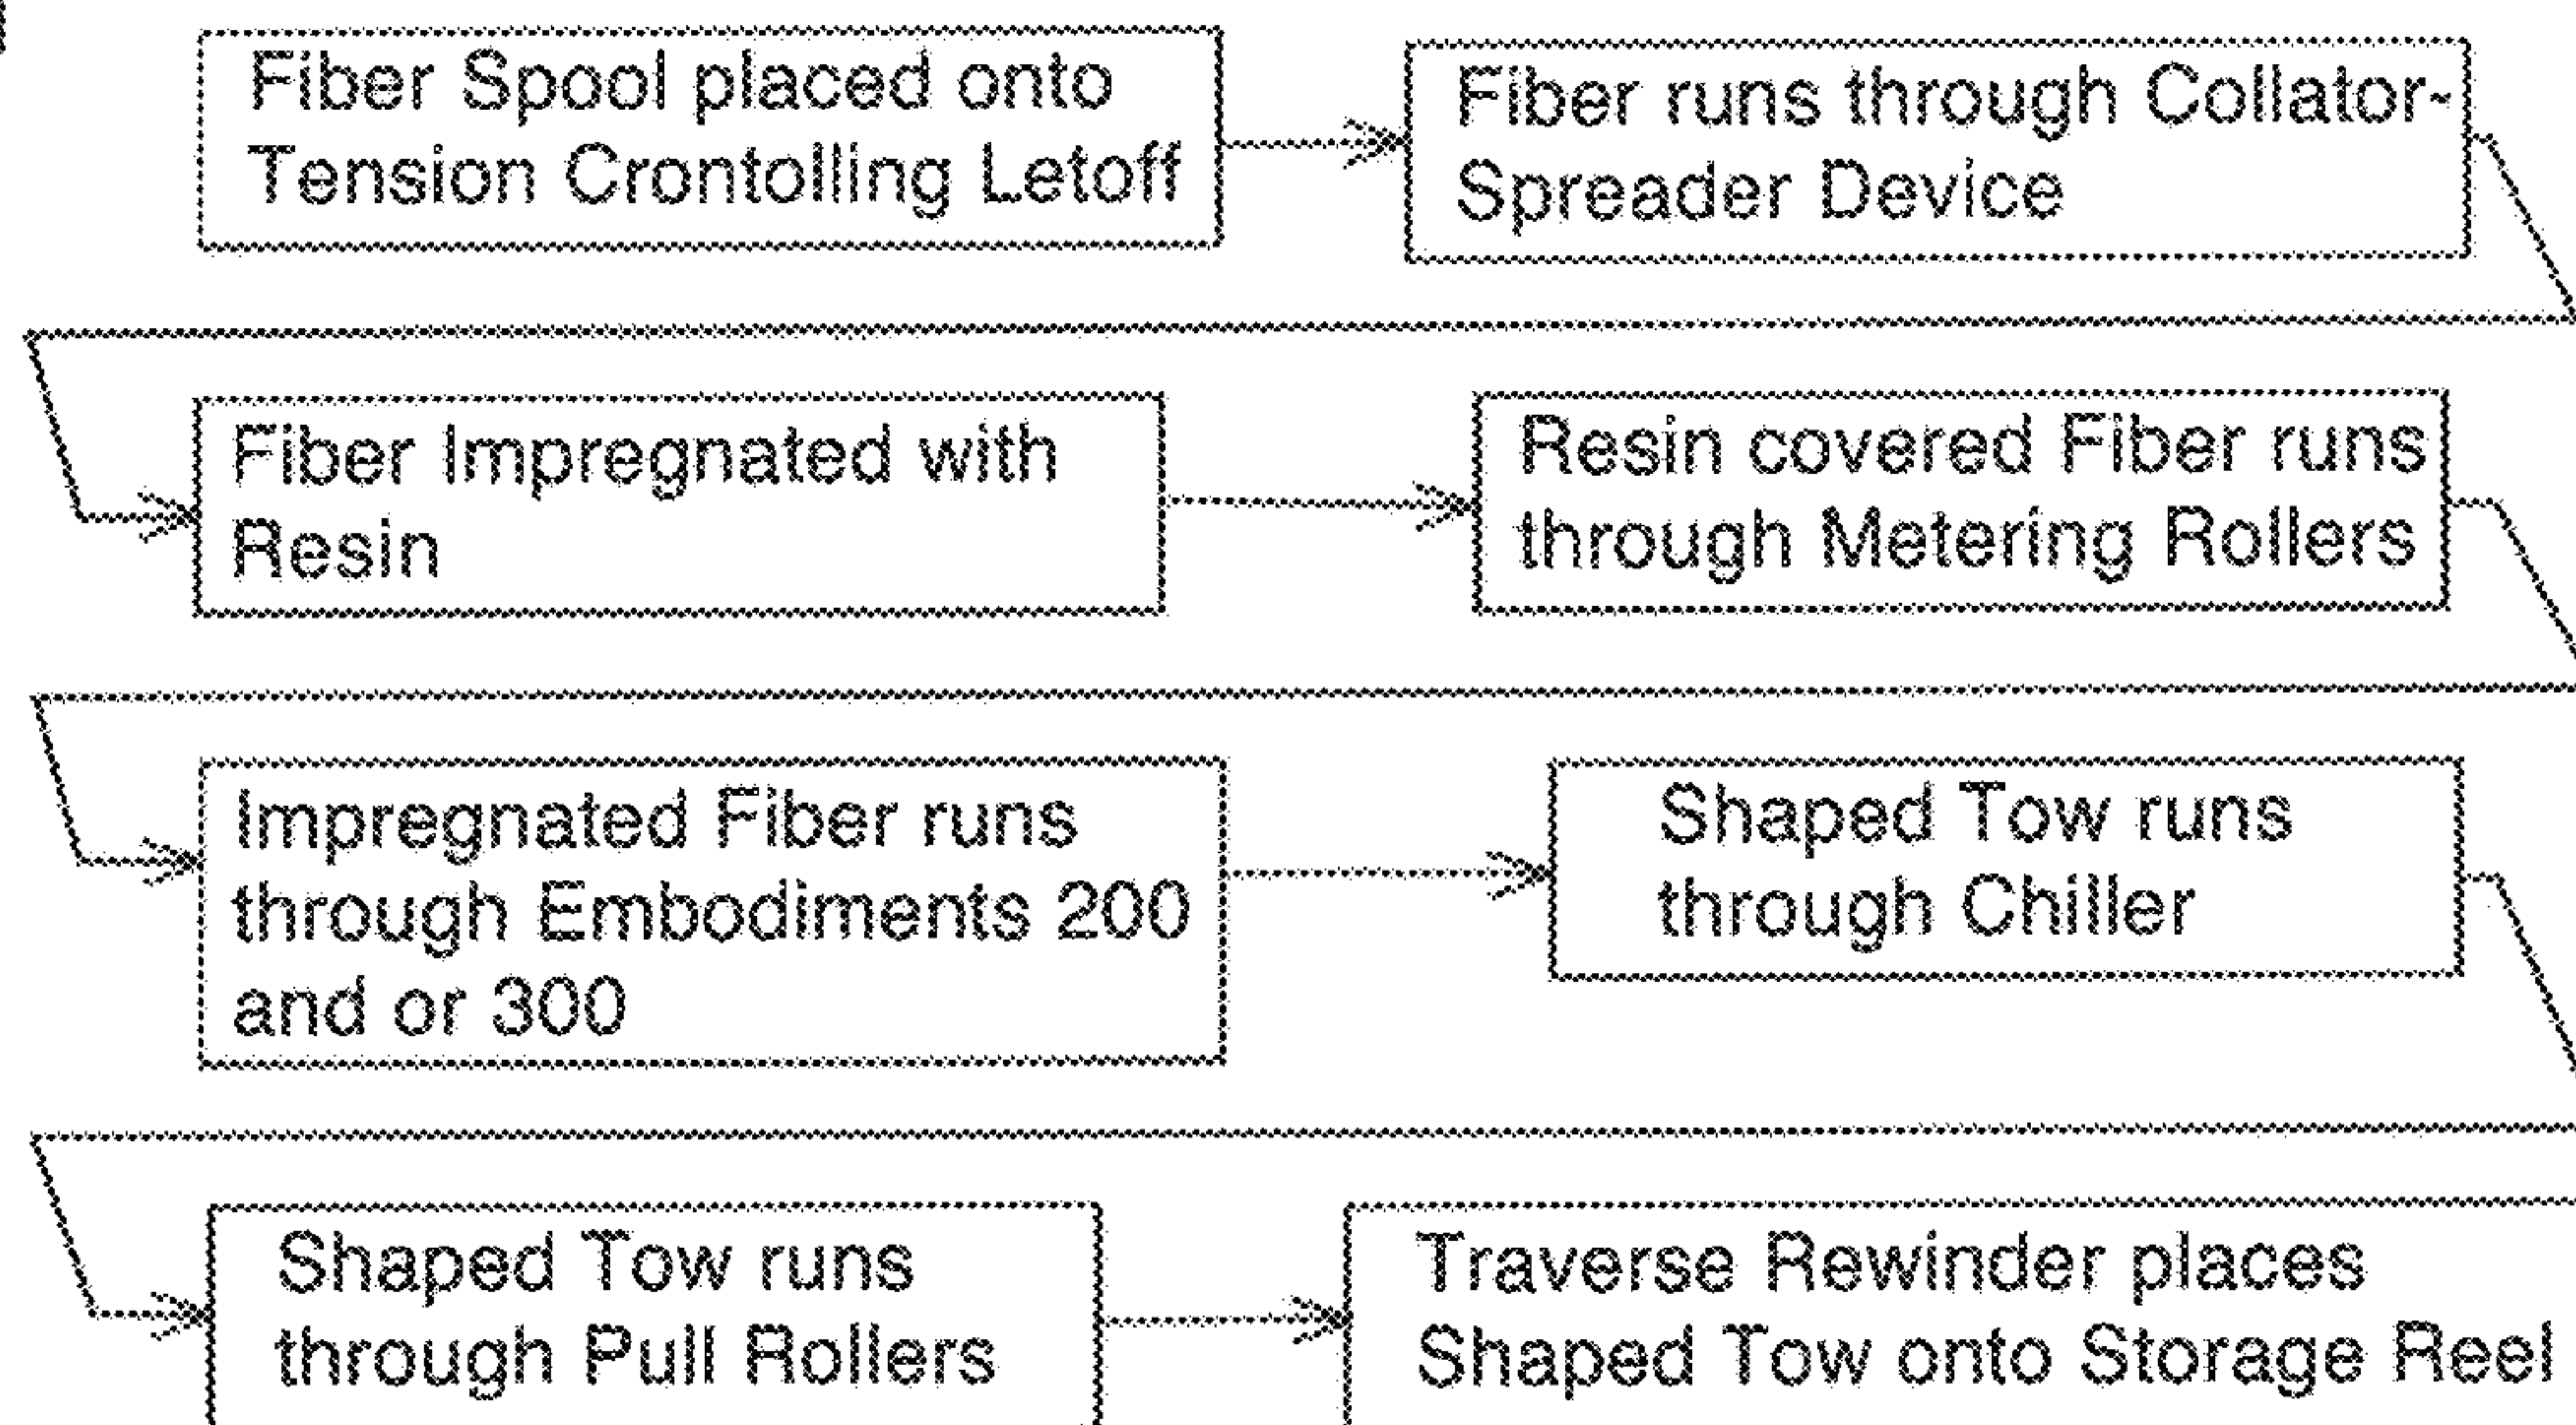 Fiber Spool placed onto
Tension Crontolling Letoff
Fiber runs through Collator-
Spreader Device
Fiber Impregnated with
Resin
Resin covered Fiber runs
through Metering Rollers
Impregnated Fiber runs
through Embodiments 200
and or 300
Shaped Tow runs
through Chiller
Shaped Tow runs
through Pull Rollers
Traverse Rewinder places
Shaped Tow onto Storage Reel